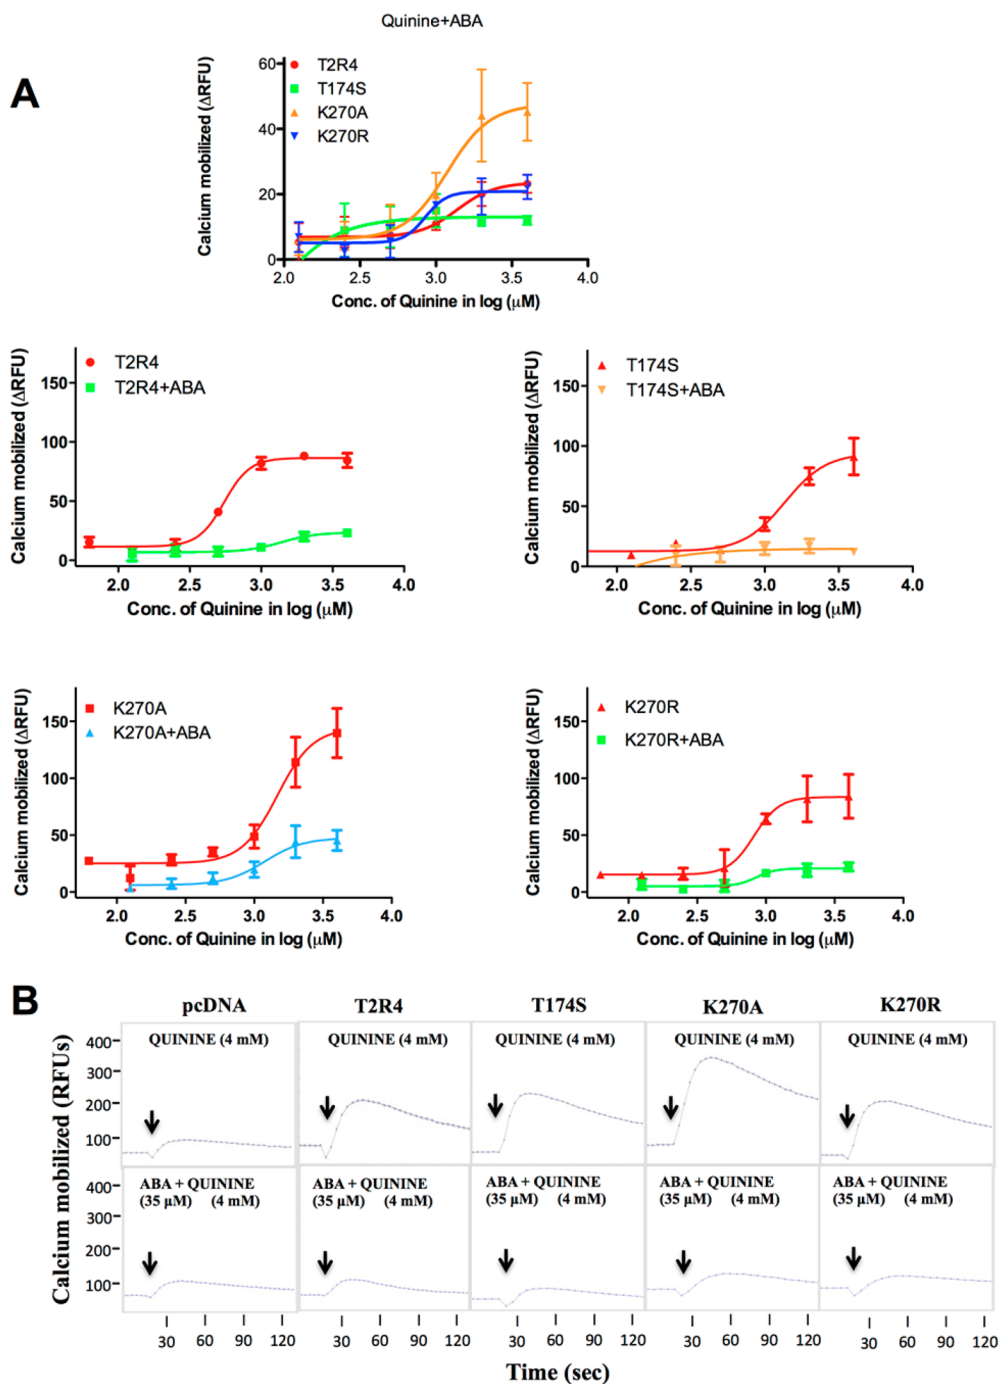 Quinine+ABA
A
Calcium mobilized (ΔRFU)
60
40
20
0
T2R4
T174S
K270A
K270R
2.0 2.5 3.0 3.5 4.0
Conc. of Quinine in log (μM)
Calcium mobilized (ΔRFU)
150
100
50
0
T2R4
T2R4+ABA
2.0 2.5 3.0 3.5 4.0
Conc. of Quinine in log (μM)
Calcium mobilized (ΔRFU)
150
100
50
0
T174S
T174S+ABA
2.0 2.5 3.0 3.5 4.0
Conc. of Quinine in log (μM)
Calcium mobilized (ΔRFU)
150
100
50
0
K270A
K270A+ABA
2.0 2.5 3.0 3.5 4.0
Conc. of Quinine in log (μM)
Calcium mobilized (ΔRFU)
150
100
50
0
K270R
K270R+ABA
2.0 2.5 3.0 3.5 4.0
Conc. of Quinine in log (μM)
B
pcDNA T2R4 T174S K270A K270R
Calcium mobilized (RFUs)
400
300
200
100
QUININE (4 mM) QUININE (4 mM) QUININE (4 mM) QUININE (4 mM) QUININE (4 mM)
400
300
200
100
ABA + QUININE ABA + QUININE ABA + QUININE ABA + QUININE ABA + QUININE
(35 μM) (4 mM) (35 μM) (4 mM) (35 μM) (4 mM) (35 μM) (4 mM) (35 μM) (4 mM)
30 60 90 120 30 60 90 120 30 60 90 120 30 60 90 120 30 60 90 120
Time (sec)